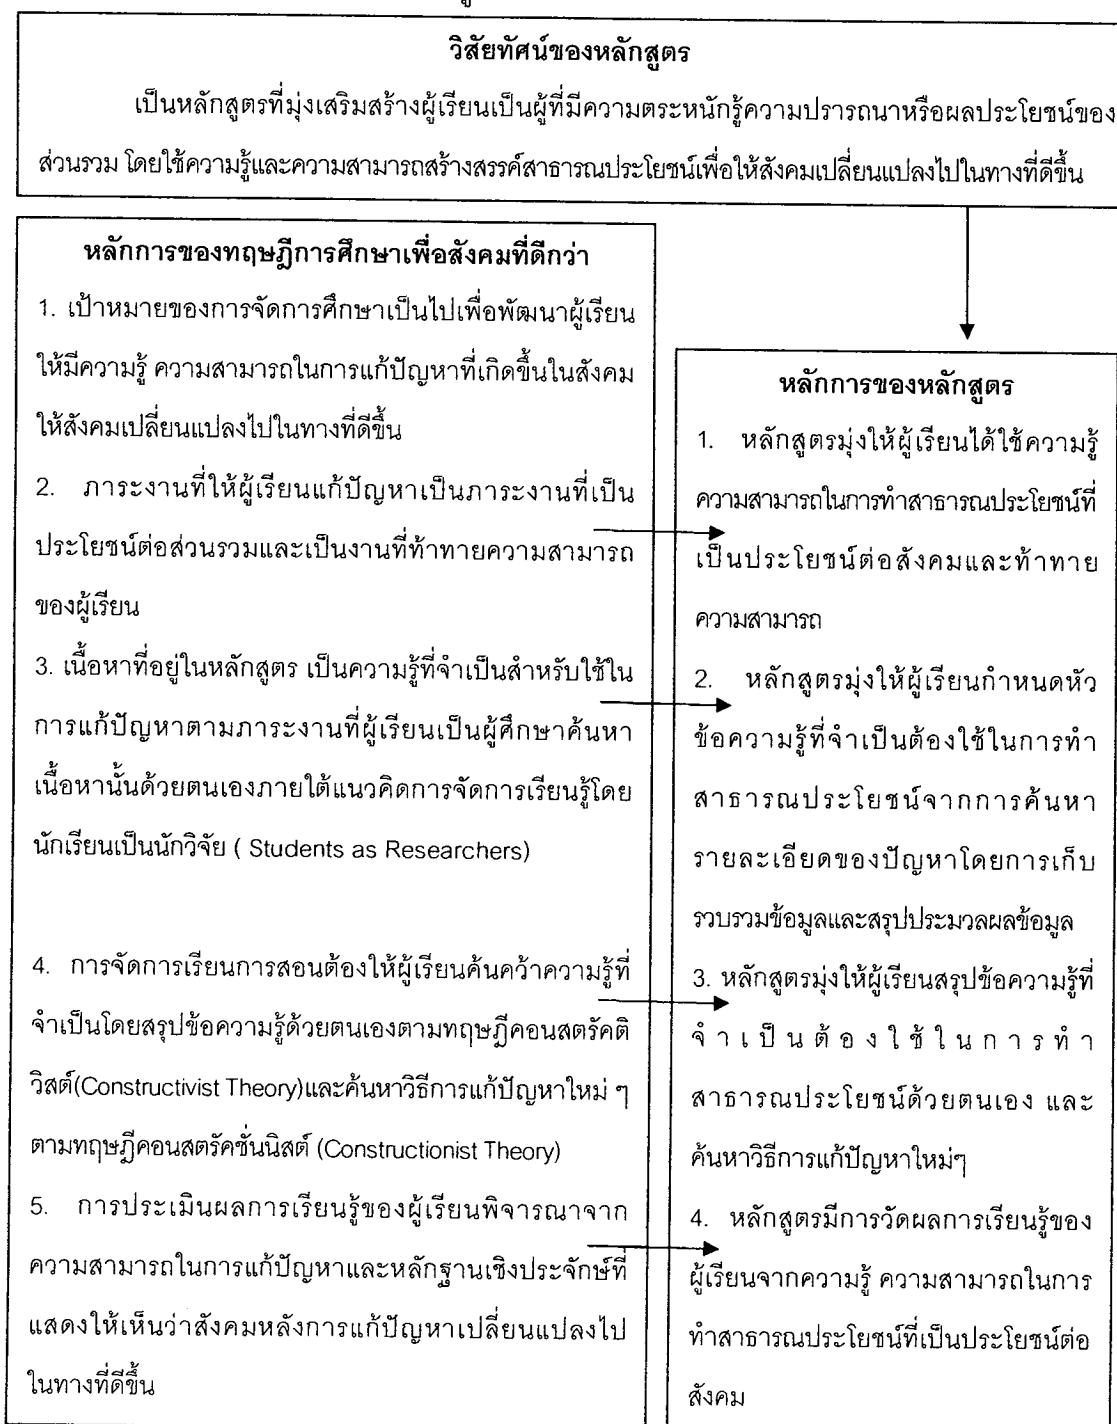 วิสัยทัศน์ของหลักสูตร
เป็นหลักสูตรที่มุ่งเสริมสร้างผู้เรียนเป็นผู้ที่มีความตระหนักรู้ความปรารถนาหรือผลประโยชน์ของ
ส่วนรวม โดยใช้ความรู้และความสามารถสร้างสรรค์สาธารณประโยชน์เพื่อให้สังคมเปลี่ยนแปลงไปในทางที่ดีขึ้น
หลักการของทฤษฎีการศึกษาเพื่อสังคมที่ดีกว่า
1. เป้าหมายของการจัดการศึกษาเป็นไปเพื่อพัฒนาผู้เรียน
ให้มีความรู้ ความสามารถในการแก้ปัญหาที่เกิดขึ้นในสังคม
ให้สังคมเปลี่ยนแปลงไปในทางที่ดีขึ้น
2. ภาระงานที่ให้ผู้เรียนแก้ปัญหาเป็นภาระงานที่เป็น
ประโยชน์ต่อส่วนรวมและเป็นงานที่ท้าทายความสามารถ
ของผู้เรียน
3. เนื้อหาที่อยู่ในหลักสูตร เป็นความรู้ที่จำเป็นสำหรับใช้ใน
การแก้ปัญหาตามภาระงานที่ผู้เรียนเป็นผู้ศึกษาค้นหา
เนื้อหานั้นด้วยตนเองภายใต้แนวคิดการจัดการเรียนรู้โดย
นักเรียนเป็นนักวิจัย ( Students as Researchers)
4. การจัดการเรียนการสอนต้องให้ผู้เรียนค้นคว้าความรู้ที่
จำเป็นโดยสรุปข้อความรู้ด้วยตนเองตามทฤษฎีคอนสตรัคติ
วิสต์(Constructivist Theory)และค้นหาวิธีการแก้ปัญหาใหม่ ๆ
ตามทฤษฎีคอนสตรัคชั่นนิสต์ (Constructionist Theory)
5. การประเมินผลการเรียนรู้ของผู้เรียนพิจารณาจาก
ความสามารถในการแก้ปัญหาและหลักฐานเชิงประจักษ์ที่
แสดงให้เห็นว่าสังคมหลังการแก้ปัญหาเปลี่ยนแปลงไป
ในทางที่ดีขึ้น
หลักการของหลักสูตร
1. หลักสูตรมุ่งให้ผู้เรียนได้ใช้ความรู้
ความสามารถในการทำสาธารณประโยชน์ที่
เป็นประโยชน์ต่อสังคมและท้าทาย
ความสามารถ
2. หลักสูตรมุ่งให้ผู้เรียนกำหนดหัว
ข้อความรู้ที่จำเป็นต้องใช้ในการทำ
สาธารณประโยชน์จากการค้นหา
รายละเอียดของปัญหาโดยการเก็บ
รวบรวมข้อมูลและสรุปประมวลผลข้อมูล
3. หลักสูตรมุ่งให้ผู้เรียนสรุปข้อความรู้ที่
จำเป็นต้องใช้ในการทำ
สาธารณประโยชน์ด้วยตนเอง และ
ค้นหาวิธีการแก้ปัญหาใหม่ๆ
4. หลักสูตรมีการวัดผลการเรียนรู้ของ
ผู้เรียนจากความรู้ ความสามารถในการ
ทำสาธารณประโยชน์ที่เป็นประโยชน์ต่อ
สังคม